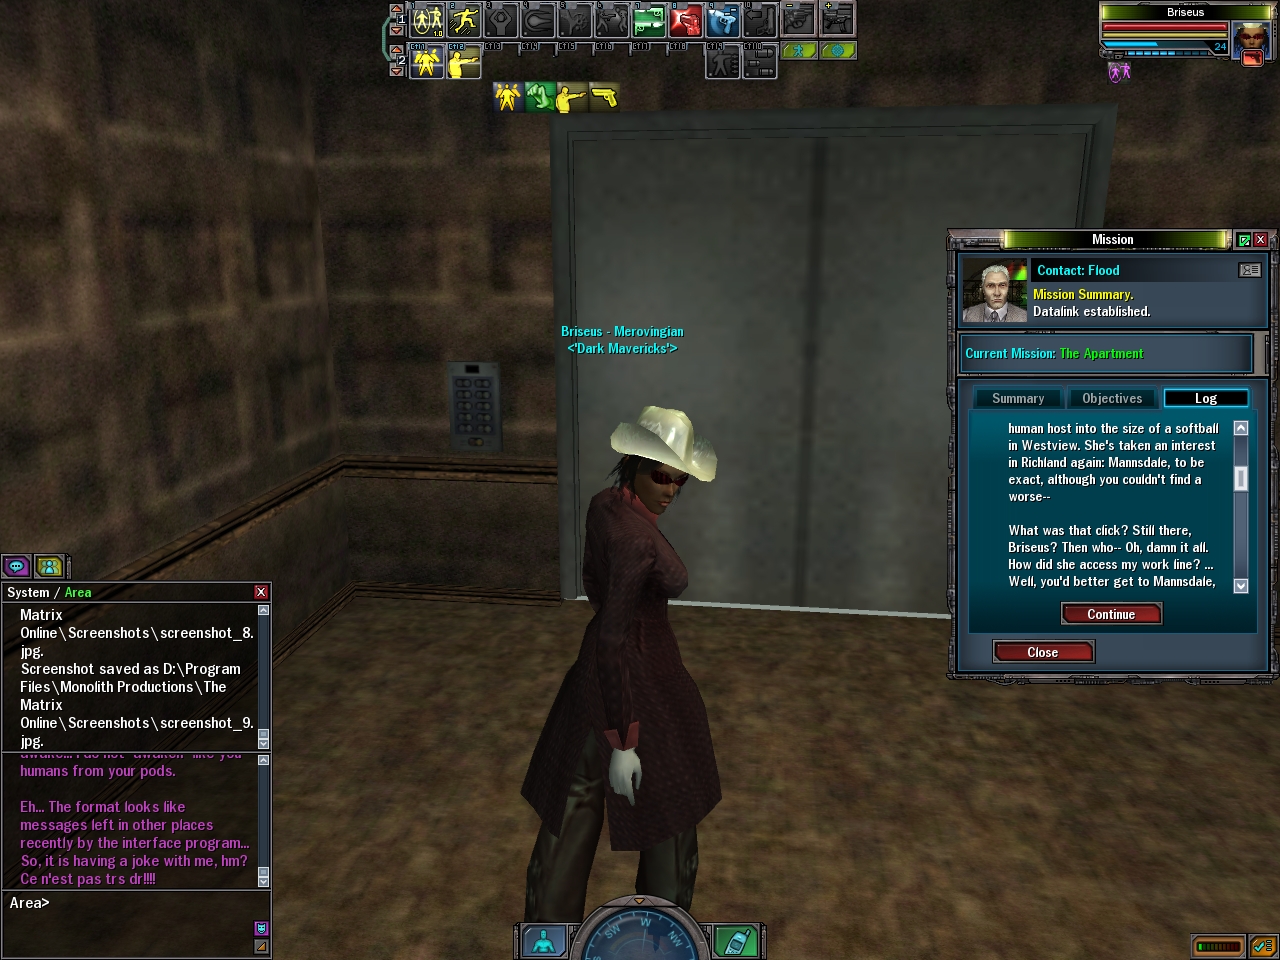 1
2
Briseus
24
1.0
Briseus - Merovingian
<'Dark Mavericks'>
Mission
Contact: Flood
Mission Summary.
Datalink established.
Current Mission: The Apartment
Summary
Objectives
Log
human host into the size of a softball
in Westview. She's taken an interest
in Richland again: Mannsdale, to be
exact, although you couldn't find a
worse--
What was that click? Still there,
Briseus? Then who-- Oh, damn it all.
How did she access my work line? ...
Well, you'd better get to Mannsdale,
Continue
Close
System / Area
Matrix
Online\Screenshots\screenshot_8.
jpg.
Screenshot saved as D:\Program
Files\Monolith Productions\The
Matrix
Online\Screenshots\screenshot_9.
jpg.
humans from your pods.
Eh... The format looks like
messages left in other places
recently by the interface program...
So, it is having a joke with me, hm?
Ce n'est pas trs dr!!!!
Area>
SW
W
NW